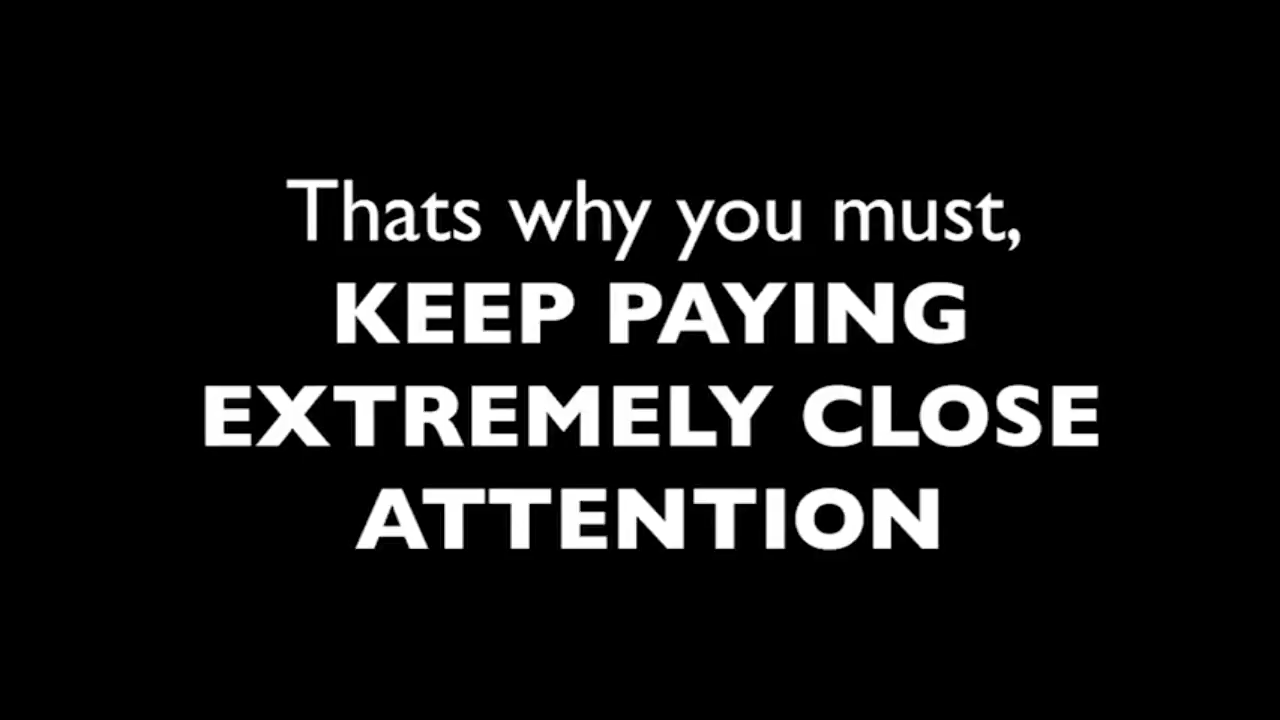 Thats why you must,
KEEP PAYING
EXTREMELY CLOSE
ATTENTION